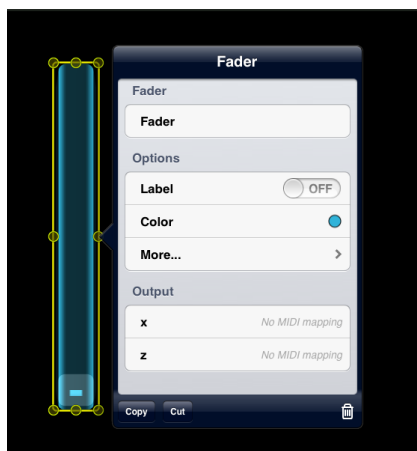 Fader
Fader
Fader
Options
Label OFF
Color
More...
Output
x No MIDI mapping
z No MIDI mapping
Copy Cut